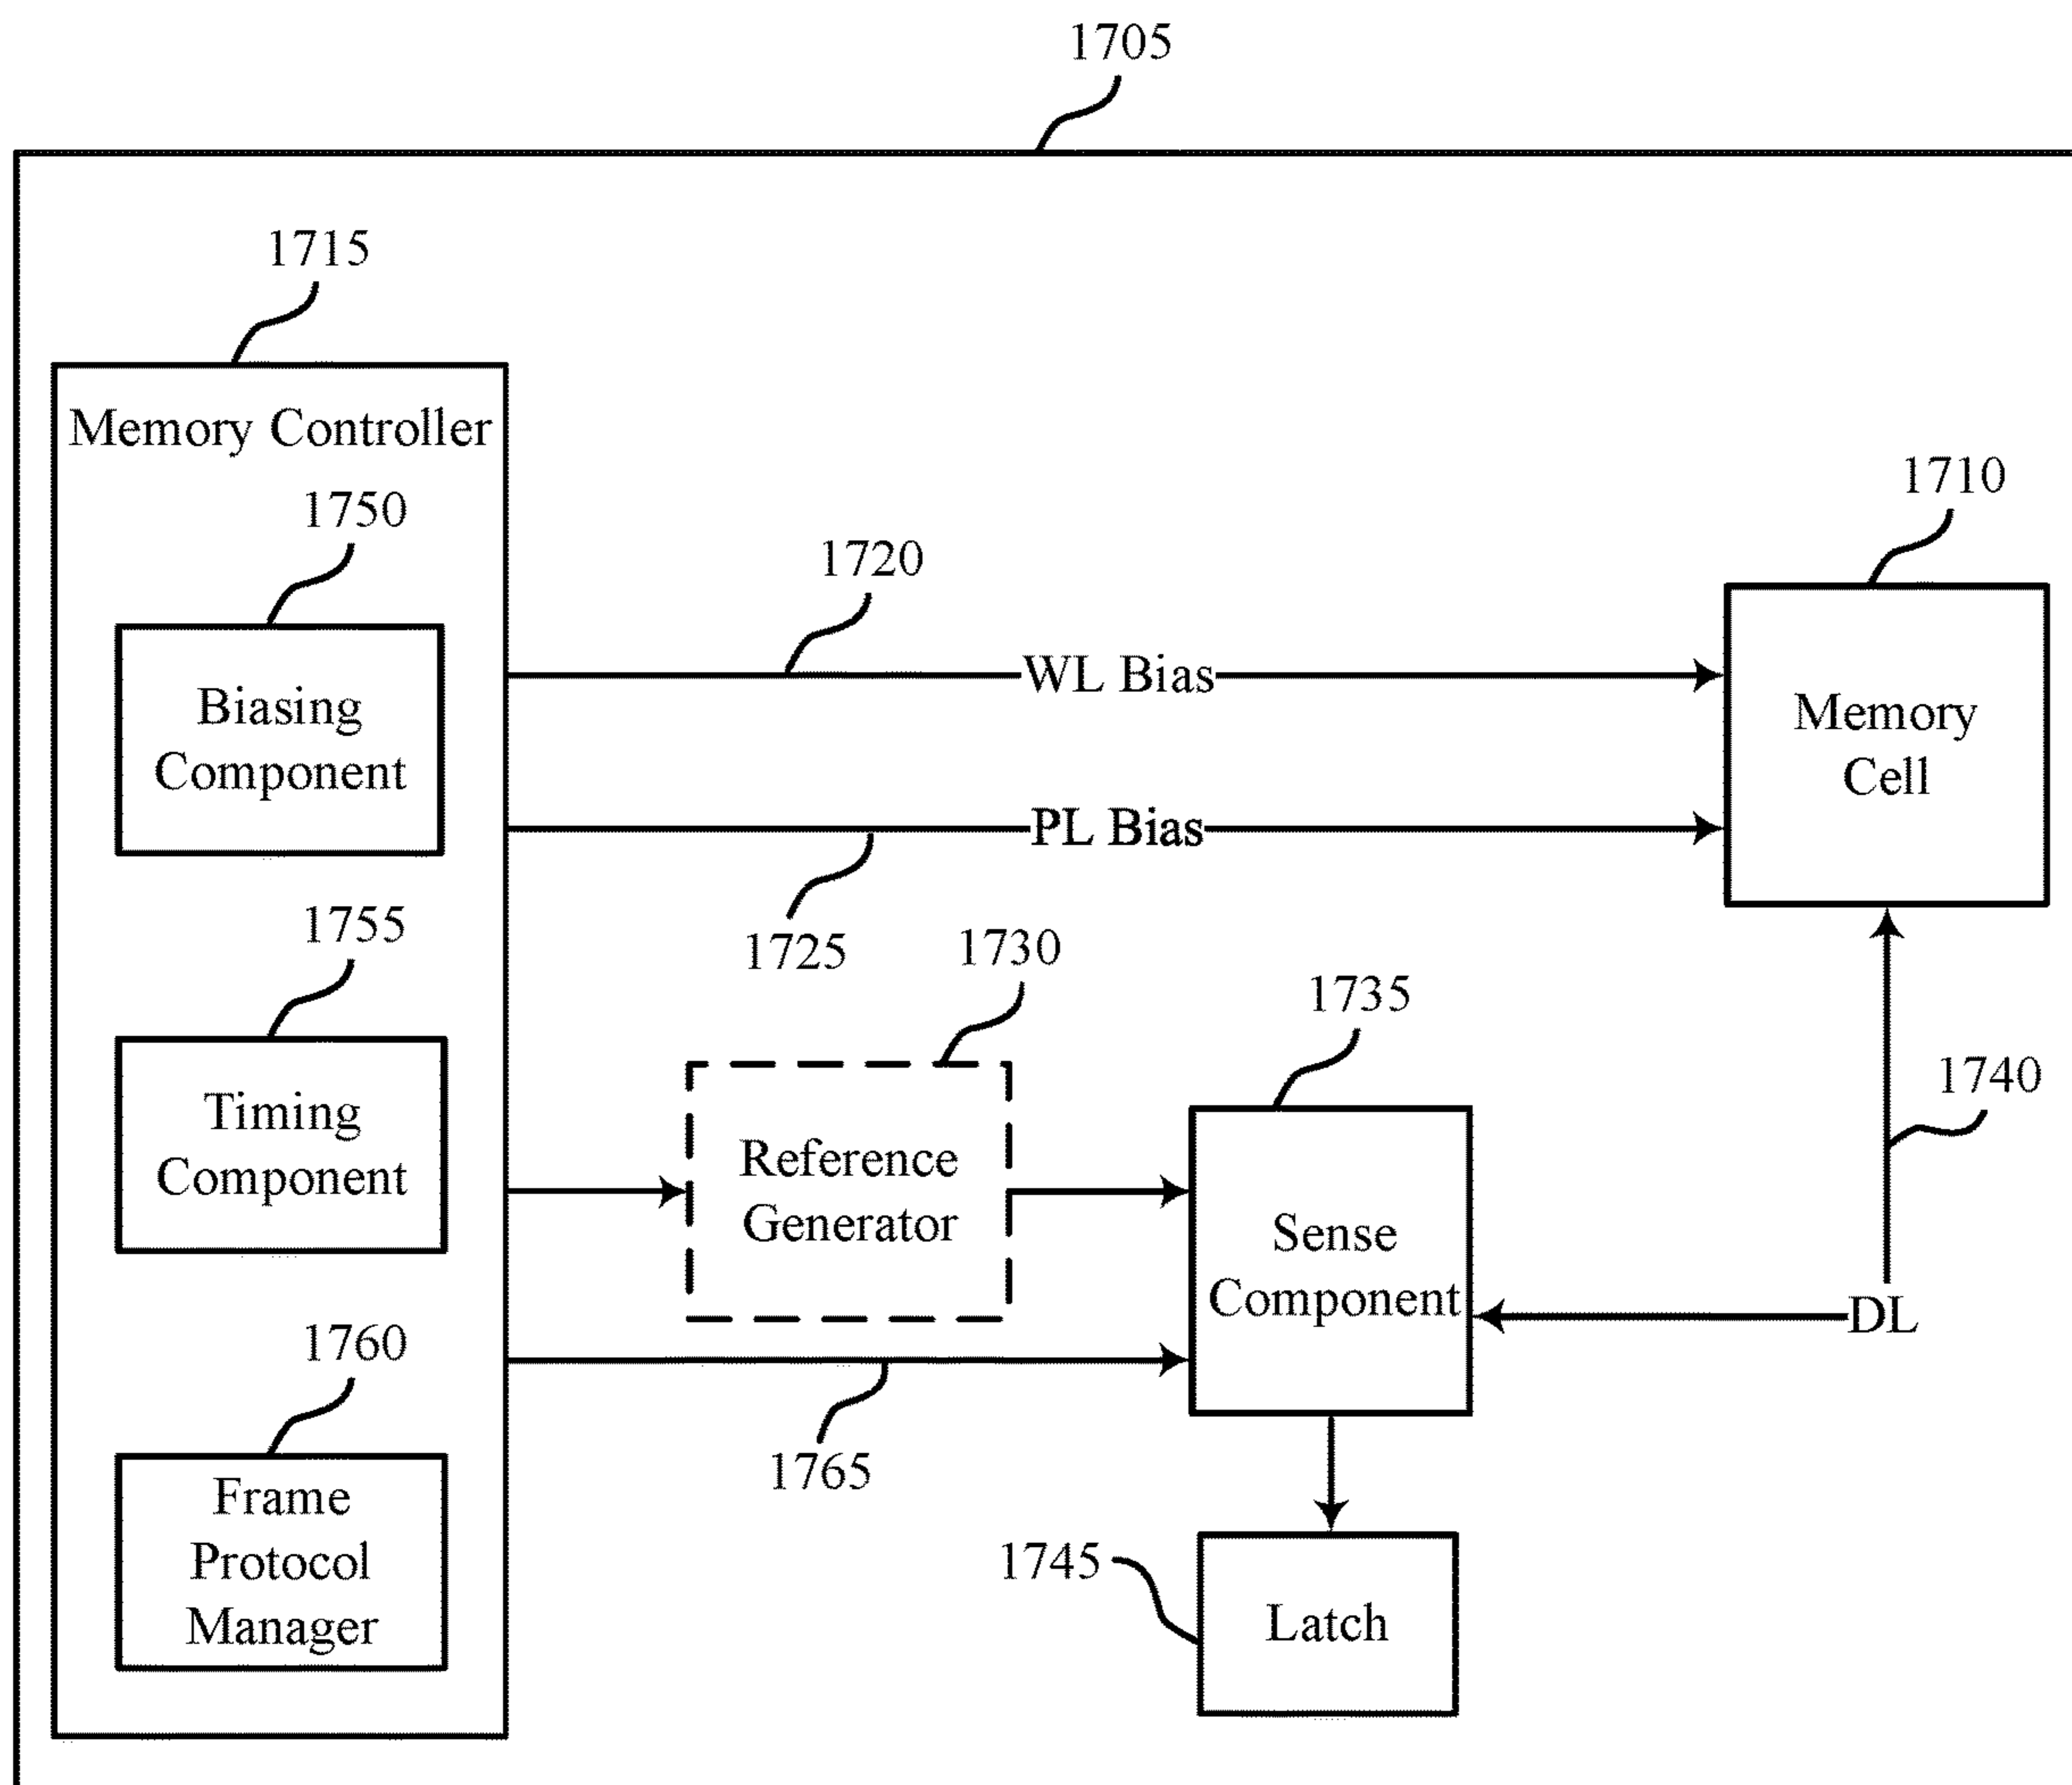 1705
1715
Memory Controller
1750
Biasing
Component
1720
WL Bias
1710
Memory
Cell
PL Bias
1725
1755
Timing
Component
1730
Reference
Generator
1735
Sense
Component
1740
DL
1760
Frame
Protocol
Manager
1765
1745
Latch